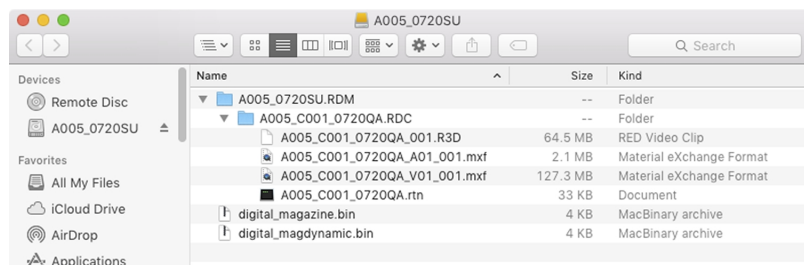 A005_0720SU
Search
Devices
Remote Disc
A005_0720SU
Favorites
All My Files
iCloud Drive
AirDrop
Applications
Name Size Kind
A005_0720SU.RDM -- Folder
A005_C001_0720QA.RDC -- Folder
A005_C001_0720QA_001.R3D 64.5 MB RED Video Clip
A005_C001_0720QA_A01_001.mxf 2.1 MB Material eXchange Format
A005_C001_0720QA_V01_001.mxf 127.3 MB Material eXchange Format
A005_C001_0720QA.rtn 33 KB Document
digital_magazine.bin 4 KB MacBinary archive
digital_magdynamic.bin 4 KB MacBinary archive